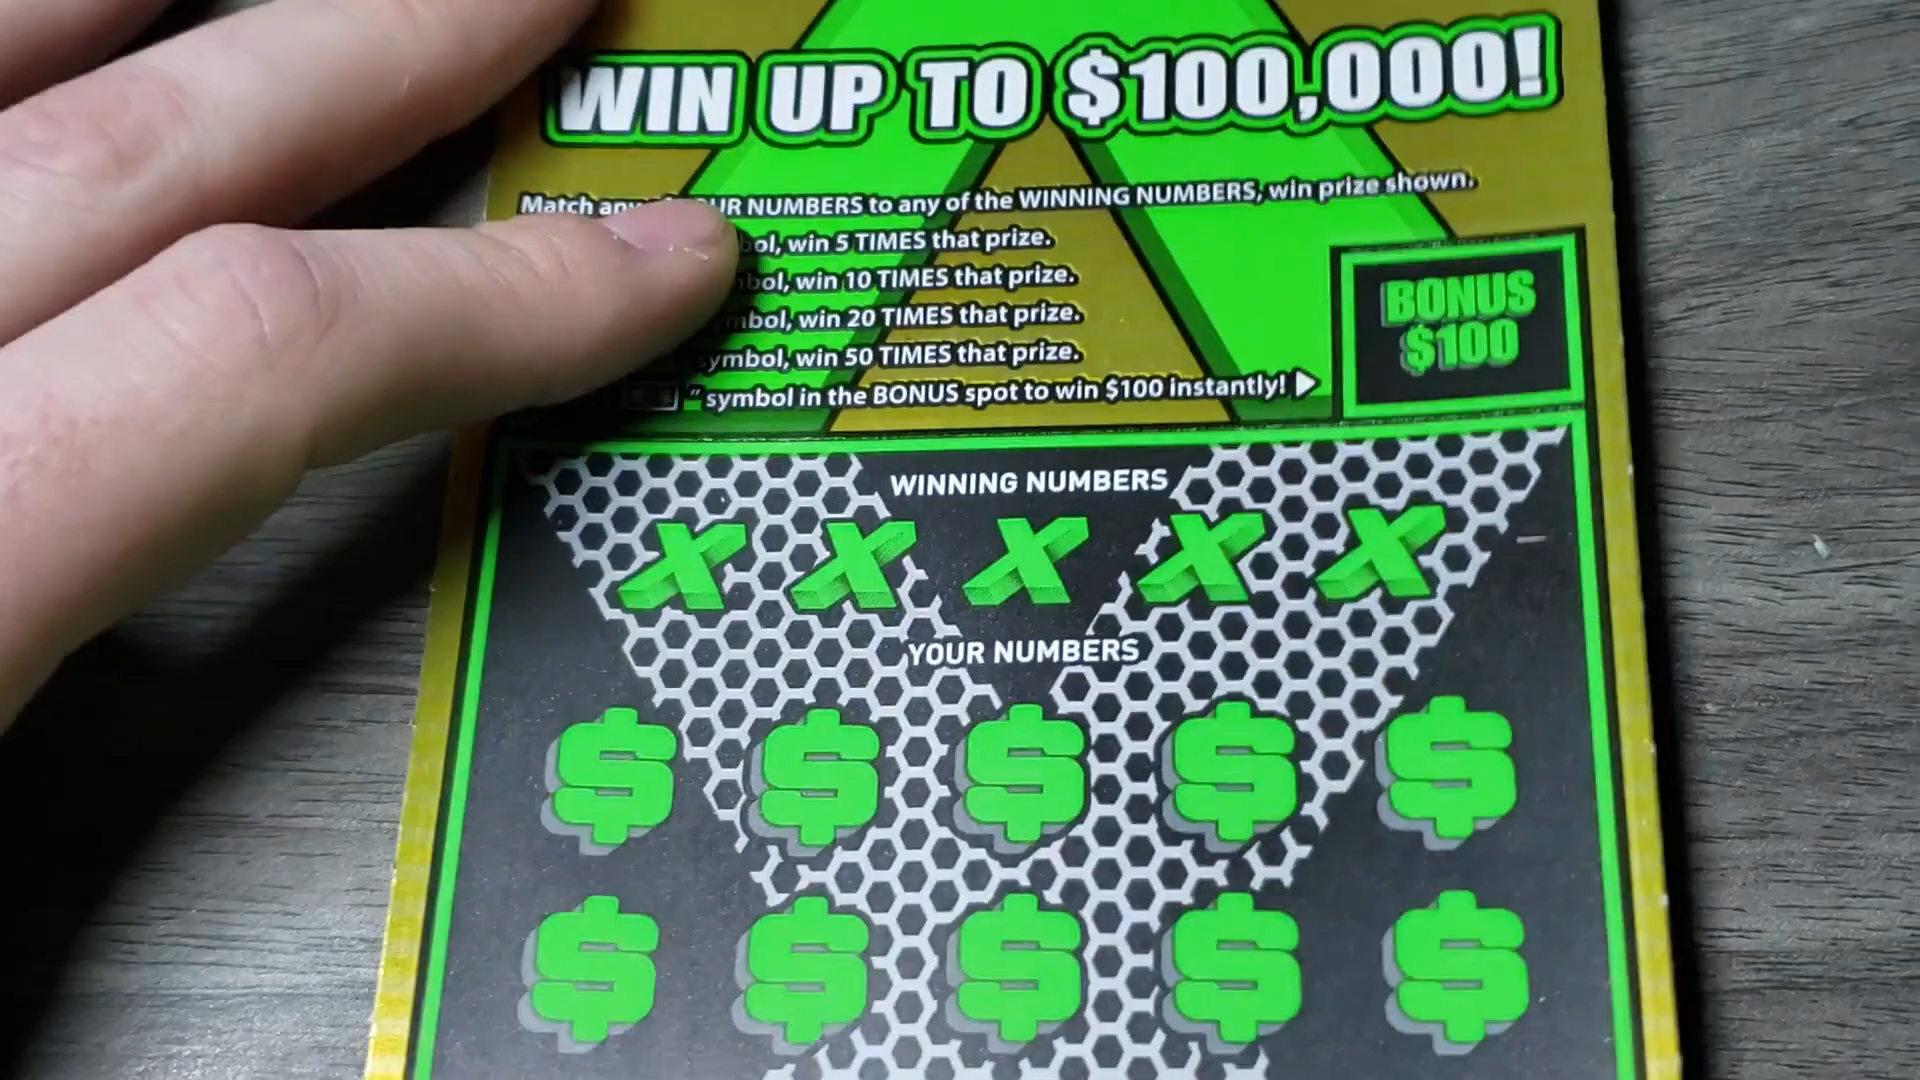 WIN UP TO $100,000!
Match any UR NUMBERS to any of the WINNING NUMBERS, win prize shown.
bol, win 5 TIMES that prize.
bol, win 10 TIMES that prize.
mbol, win 20 TIMES that prize.
symbol, win 50 TIMES that prize.
" symbol in the BONUS spot to win $100 instantly!
BONUS
$100
WINNING NUMBERS
X X X X X
YOUR NUMBERS
$ $ $ $ $
$ $ $ $ $